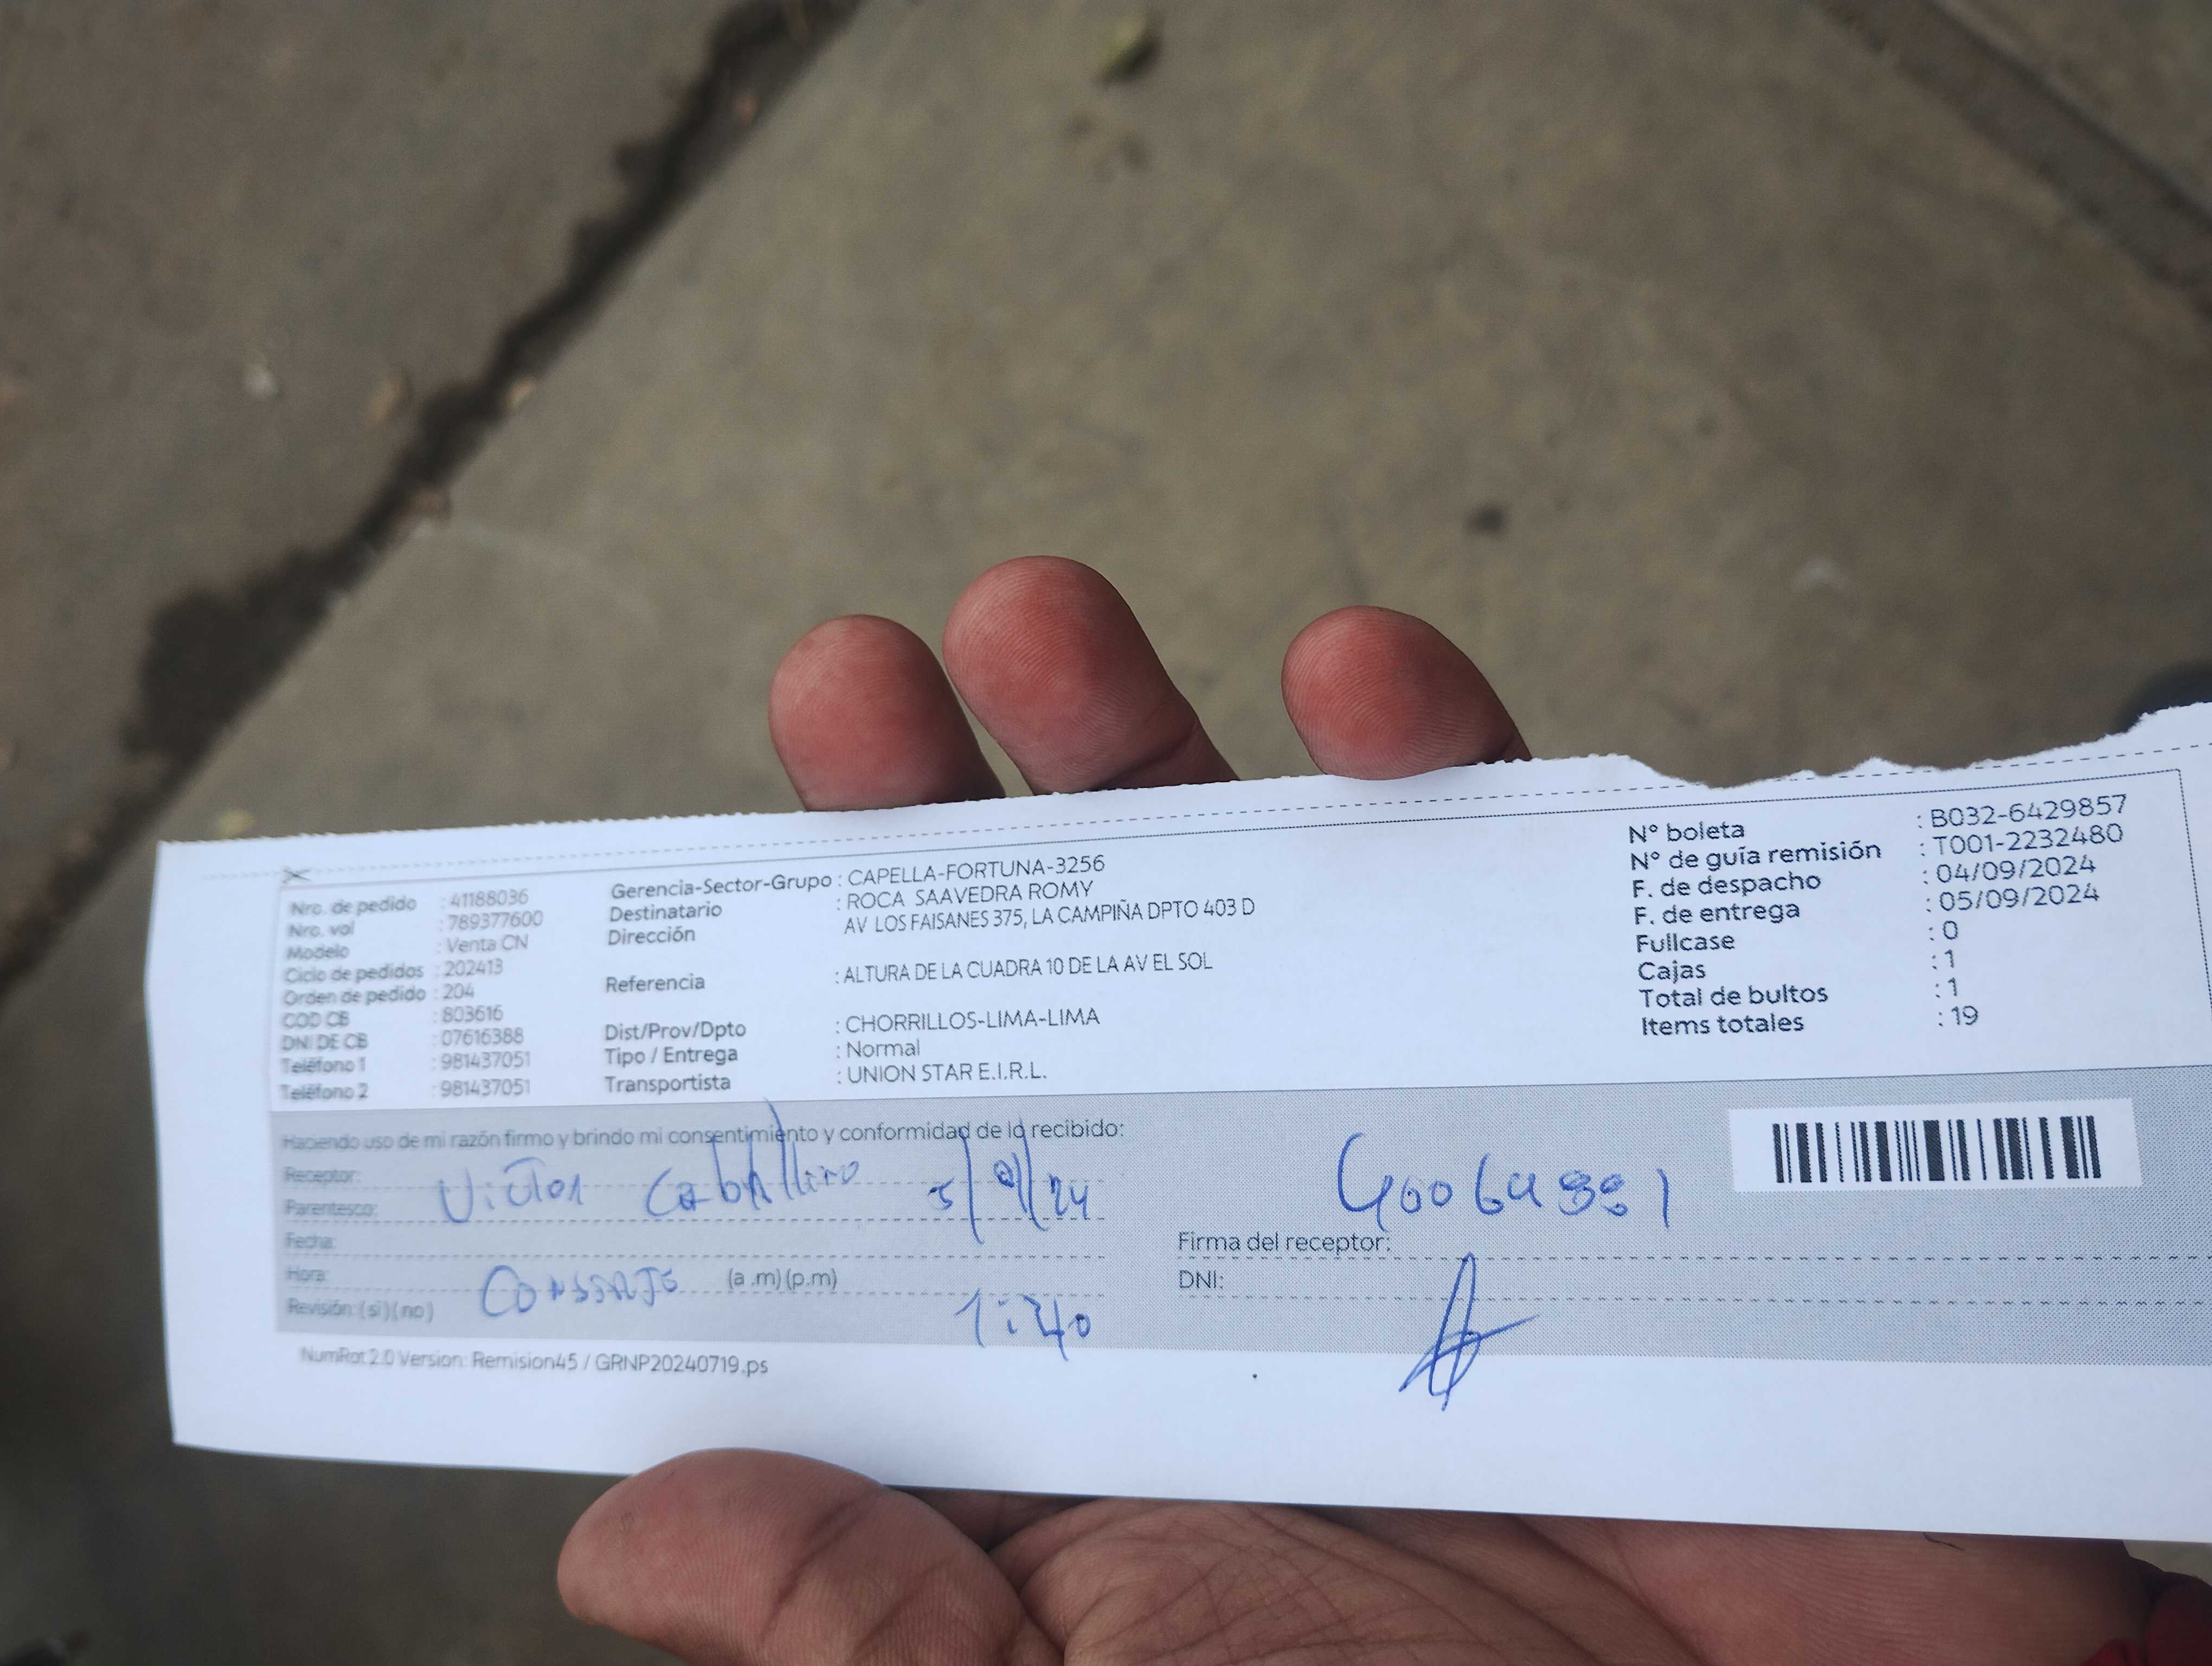 Nro. de pedido : 41188036
Nro. vol : 789377600
Modelo : Venta CN
Ciclo de pedidos : 202413
Orden de pedido : 204
COD CB : 803616
DNI DE CB : 07616388
Teléfono 1 : 981437051
Teléfono 2 : 981437051
Gerencia-Sector-Grupo : CAPELLA-FORTUNA-3256
Destinatario : ROCA SAAVEDRA ROMY
Dirección AV LOS FAISANES 375, LA CAMPIÑA DPTO 403 D
Referencia : ALTURA DE LA CUADRA 10 DE LA AV EL SOL
Dist/Prov/Dpto : CHORRILLOS-LIMA-LIMA
Tipo / Entrega : Normal
Transportista : UNION STAR E.I.R.L.
N° boleta : B032-6429857
N° de guía remisión : T001-2232480
F. de despacho : 04/09/2024
F. de entrega : 05/09/2024
Fullcase : 0
Cajas : 1
Total de bultos : 1
Items totales : 19
Haciendo uso de mi razón firmo y brindo mi consentimiento y conformidad de lo recibido:
Receptor:
Victor 5/9/24
Parentesco:
Fecha:
Hora: (a .m) (p.m)
Revisión: (si) (no)
1:40
Firma del receptor:
DNI:
NumRot 2.0 Version: Remision45 / GRNP20240719.ps